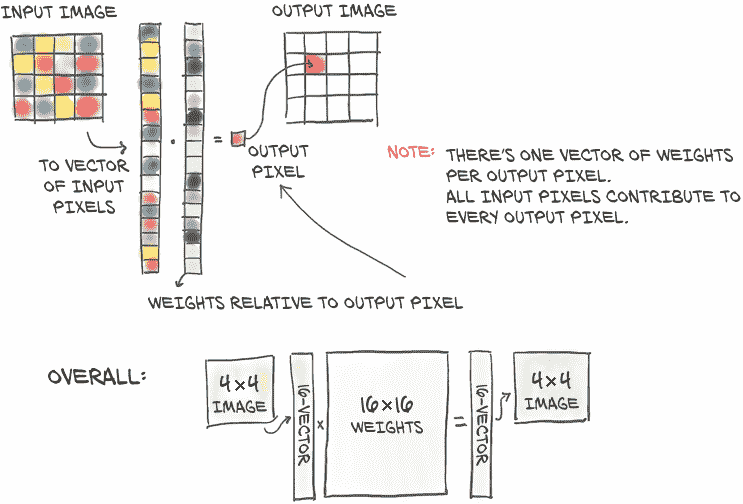 INPUT IMAGE
OUTPUT IMAGE
TO VECTOR
OF INPUT
PIXELS
.
=
OUTPUT
PIXEL
NOTE: THERE'S ONE VECTOR OF WEIGHTS
PER OUTPUT PIXEL.
ALL INPUT PIXELS CONTRIBUTE TO
EVERY OUTPUT PIXEL.
WEIGHTS RELATIVE TO OUTPUT PIXEL
OVERALL:
4×4
IMAGE
16-VECTOR
×
16×16
WEIGHTS
=
16-VECTOR
4×4
IMAGE